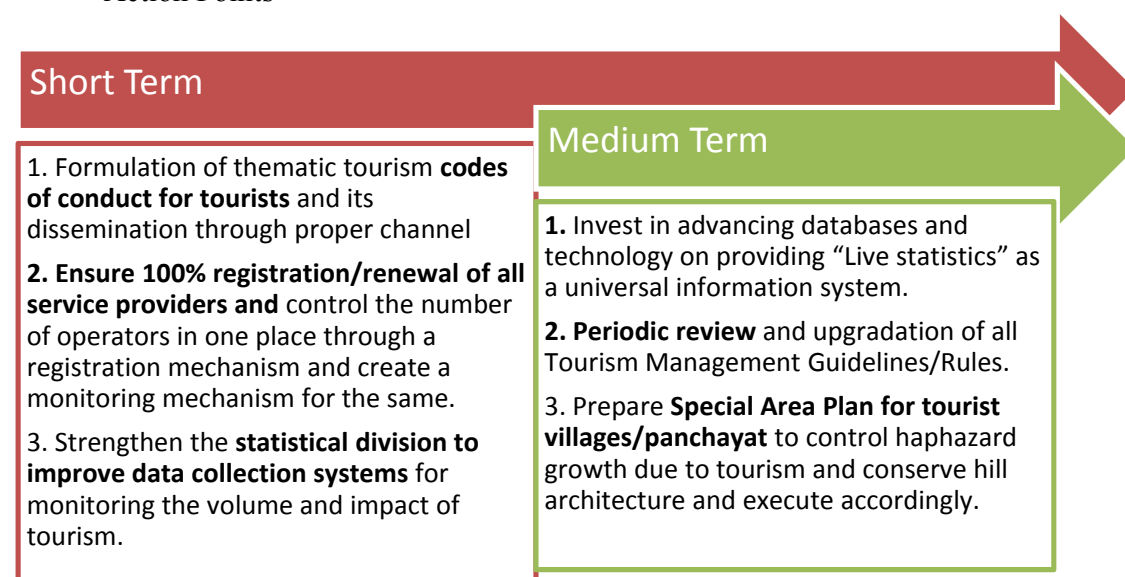 Action Points
Short Term
1. Formulation of thematic tourism codes
of conduct for tourists and its
dissemination through proper channel
2. Ensure 100% registration/renewal of all
service providers and control the number
of operators in one place through a
registration mechanism and create a
monitoring mechanism for the same.
3. Strengthen the statistical division to
improve data collection systems for
monitoring the volume and impact of
tourism.
Medium Term
1. Invest in advancing databases and
technology on providing “Live statistics” as
a universal information system.
2. Periodic review and upgradation of all
Tourism Management Guidelines/Rules.
3. Prepare Special Area Plan for tourist
villages/panchayat to control haphazard
growth due to tourism and conserve hill
architecture and execute accordingly.